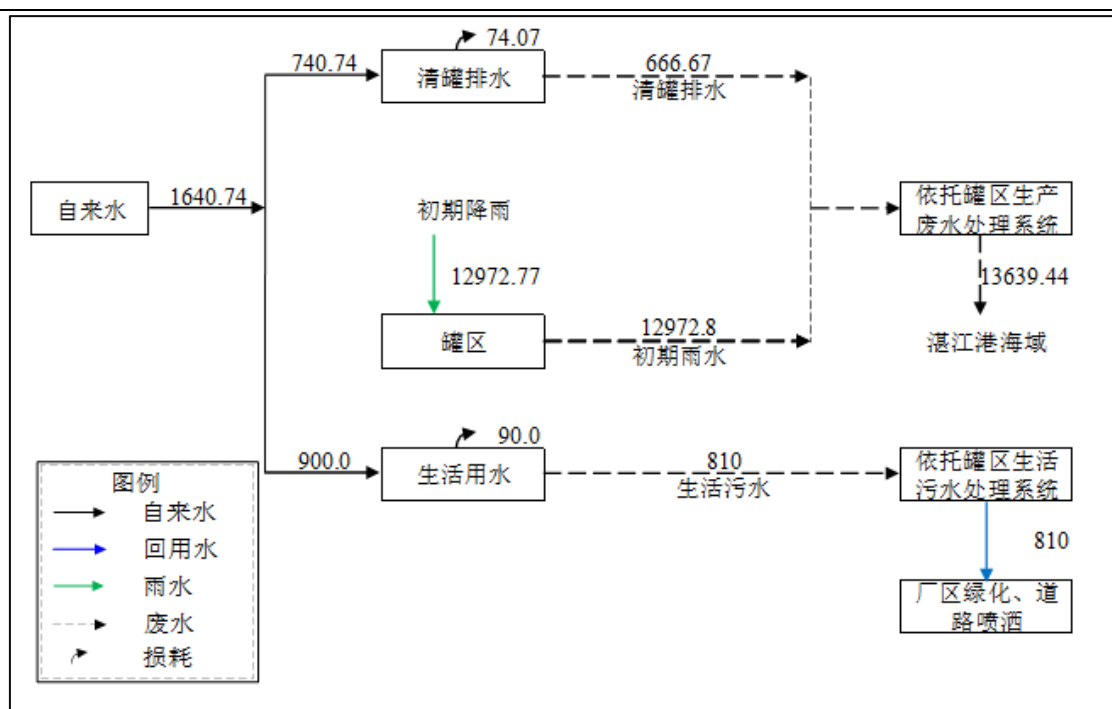 74.07
740.74
清罐排水
666.67
清罐排水
自来水
1640.74
初期降雨
12972.77
依托罐区生产
废水处理系统
13639.44
湛江港海域
罐区
12972.8
初期雨水
90.0
900.0
生活用水
810
生活污水
依托罐区生活
污水处理系统
810
厂区绿化、道
路喷洒
图例
自来水
回用水
雨水
废水
损耗